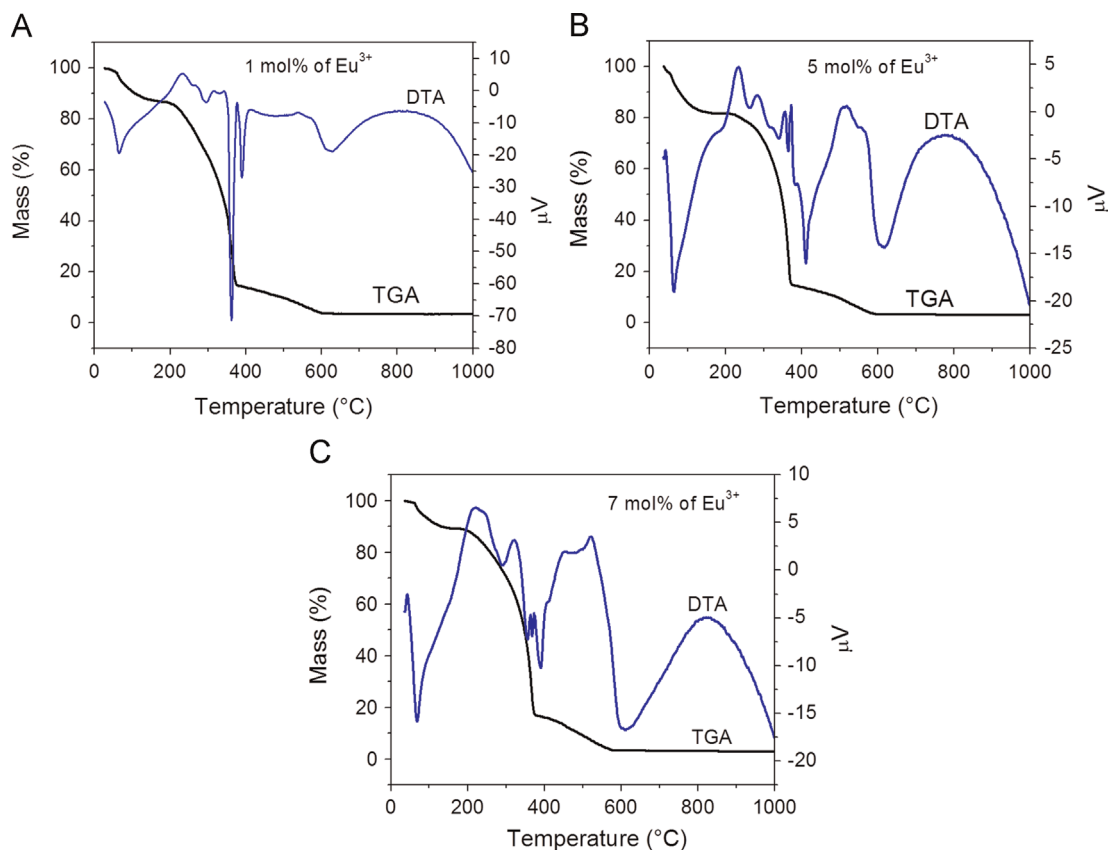 A
1 mol% of Eu³⁺
DTA
TGA
Mass (%)
100
80
60
40
20
0
10
0
-10
-20
-30
-40
-50
-60
-70
-80
µV
0 200 400 600 800 1000
Temperature (°C)
B
5 mol% of Eu³⁺
DTA
TGA
Mass (%)
100
80
60
40
20
0
5
0
-5
-10
-15
-20
-25
µV
0 200 400 600 800 1000
Temperature (°C)
C
7 mol% of Eu³⁺
DTA
TGA
Mass (%)
100
80
60
40
20
0
10
5
0
-5
-10
-15
-20
µV
0 200 400 600 800 1000
Temperature (°C)